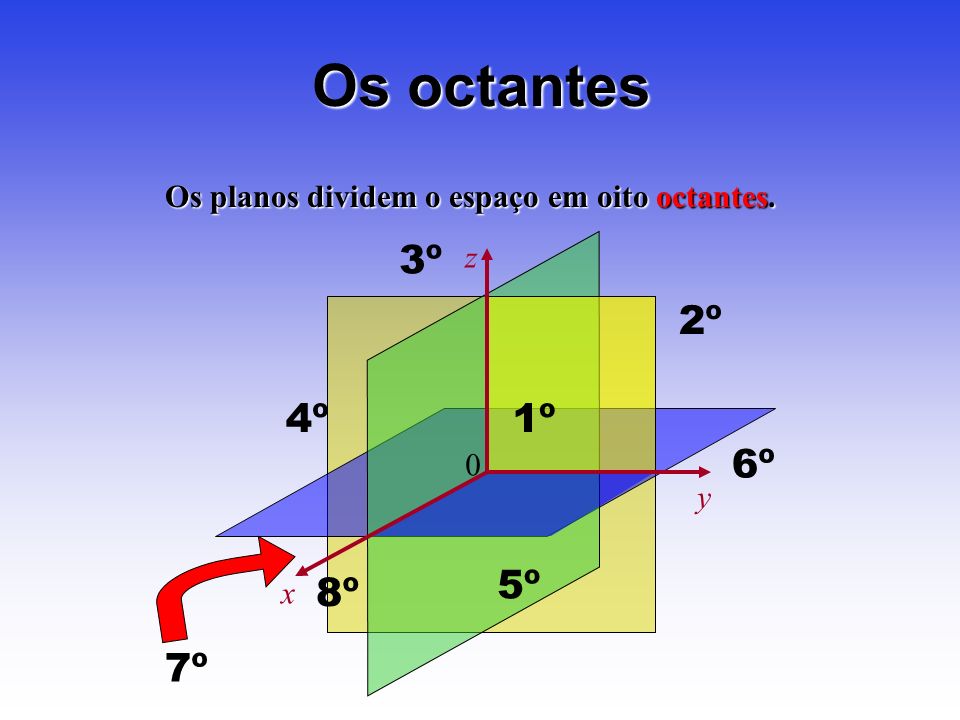 Os octantes
Os planos dividem o espaço em oito octantes.
3º
z
2º
4º
1º
0
6º
y
x
8º
5º
7º